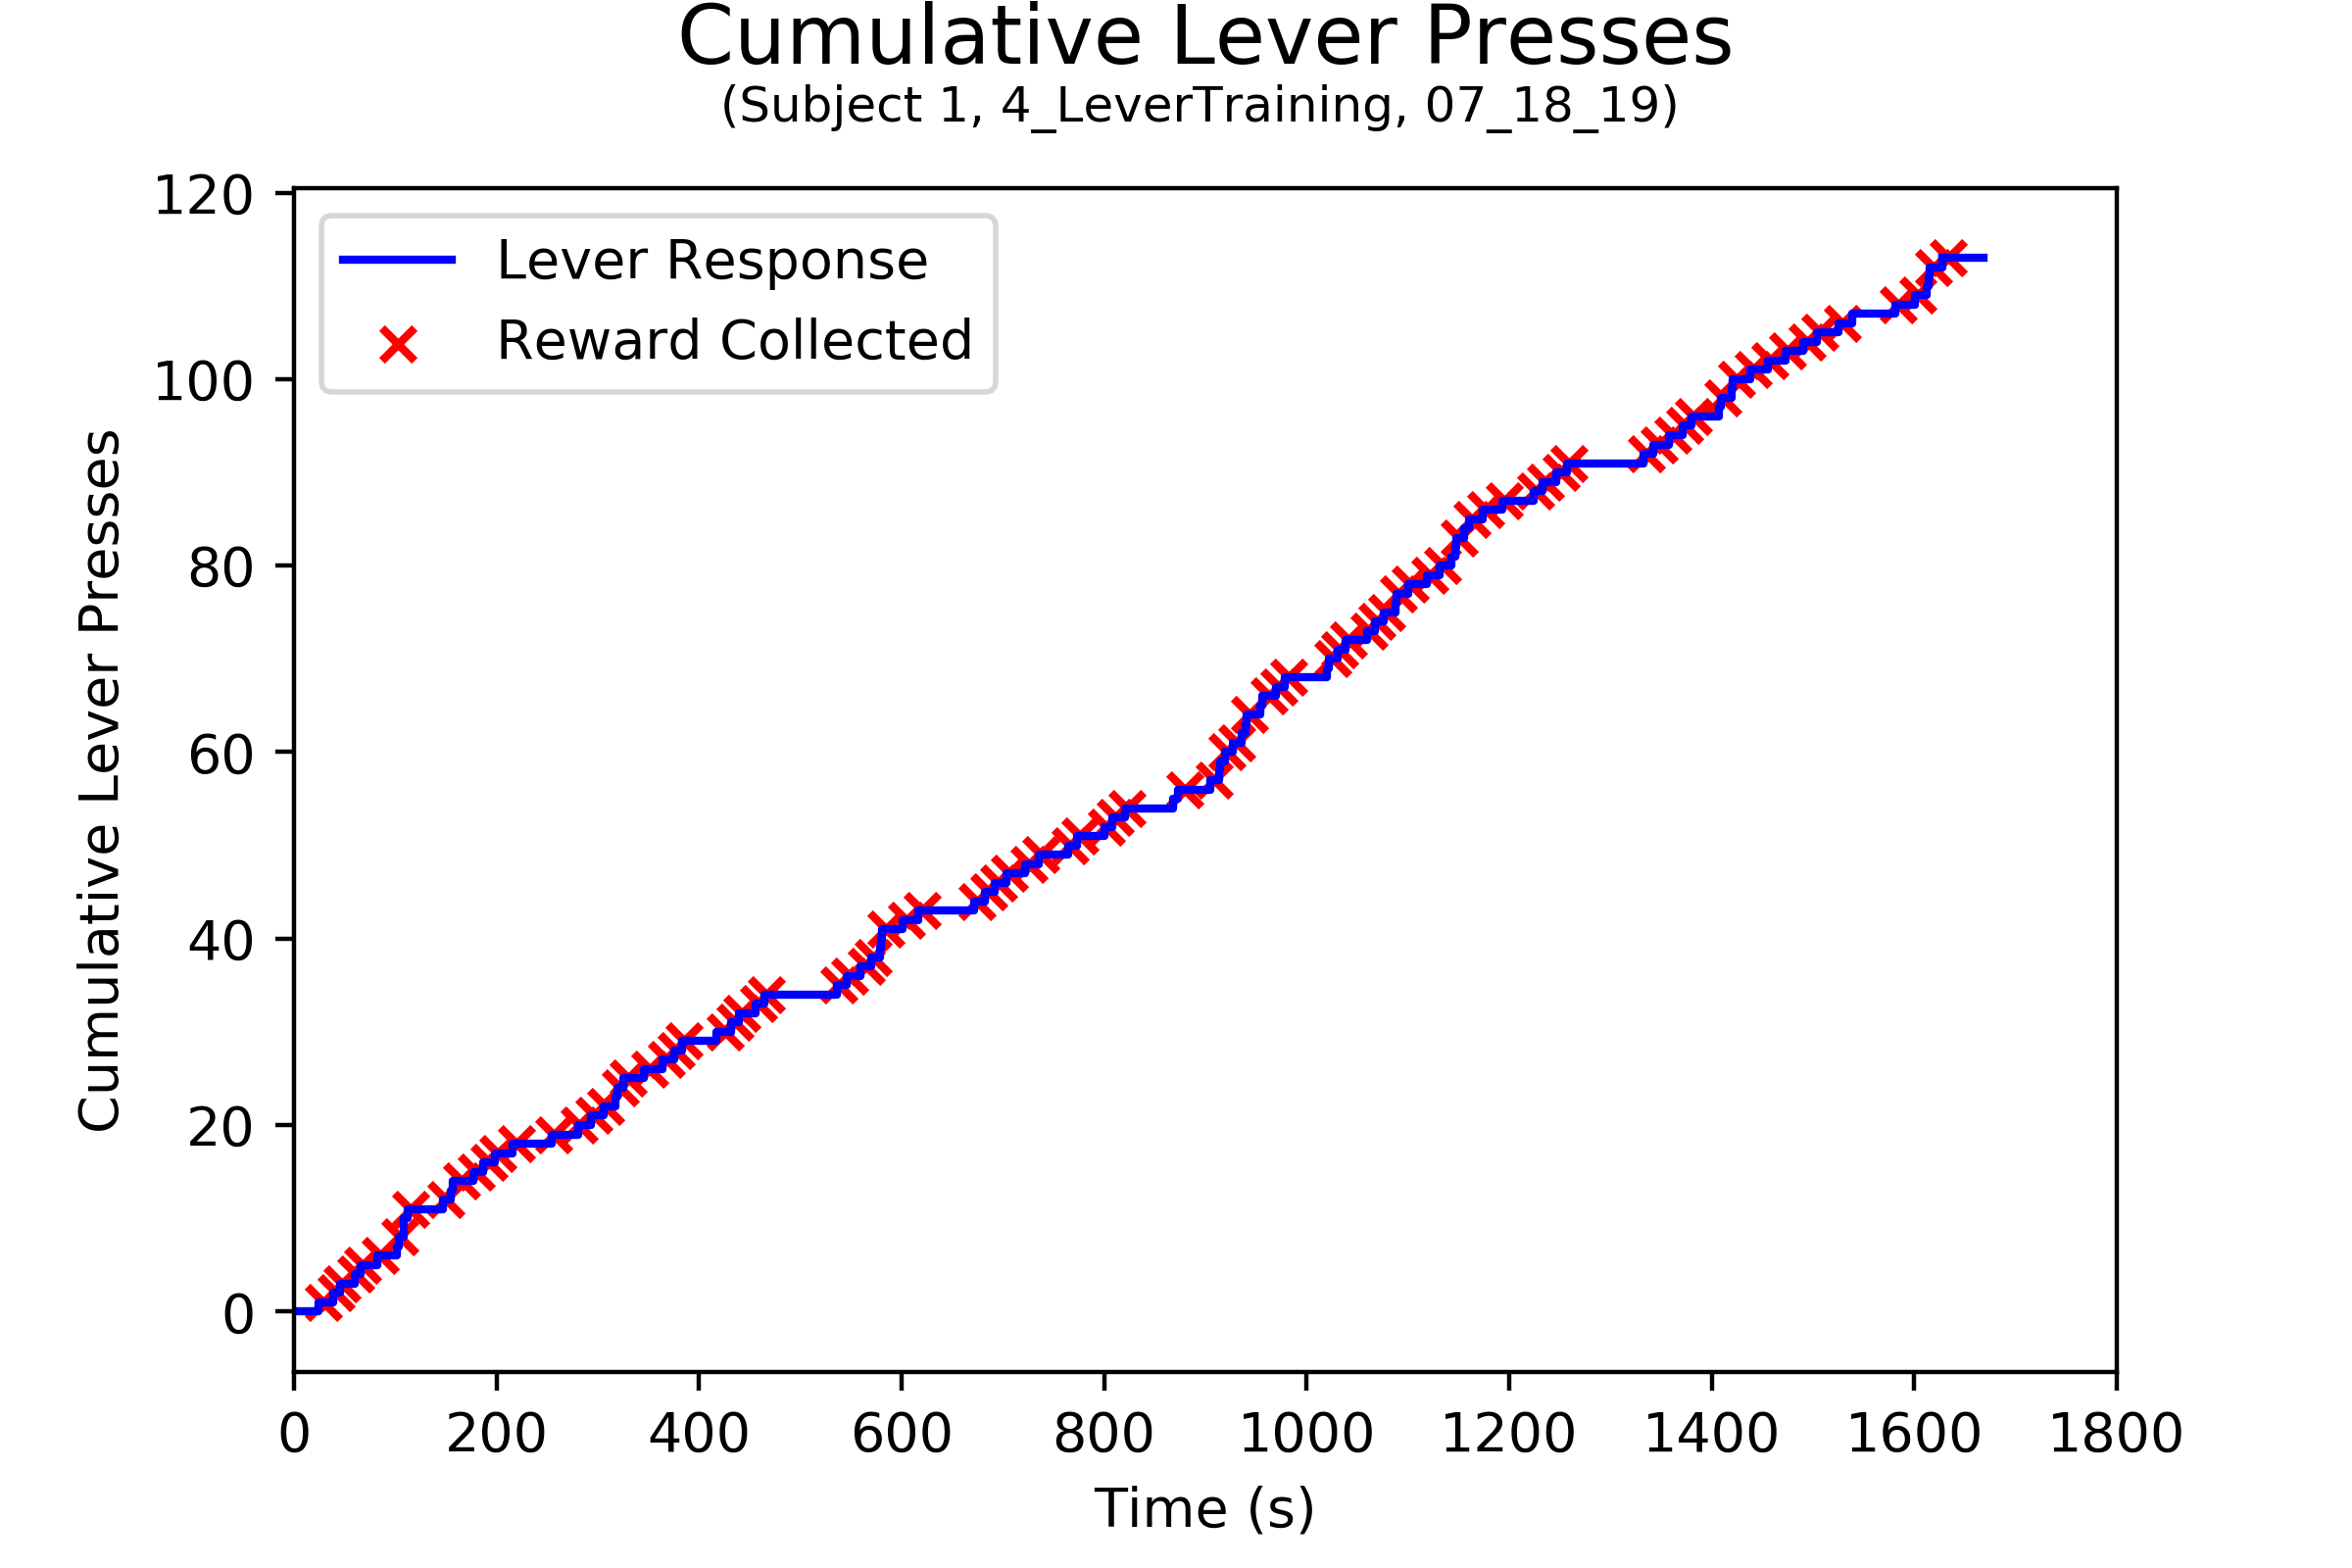 Cumulative Lever Presses
(Subject 1, 4_LeverTraining, 07_18_19)
Lever Response
Reward Collected
Cumulative Lever Presses
120
100
80
60
40
20
0
0 200 400 600 800 1000 1200 1400 1600 1800
Time (s)